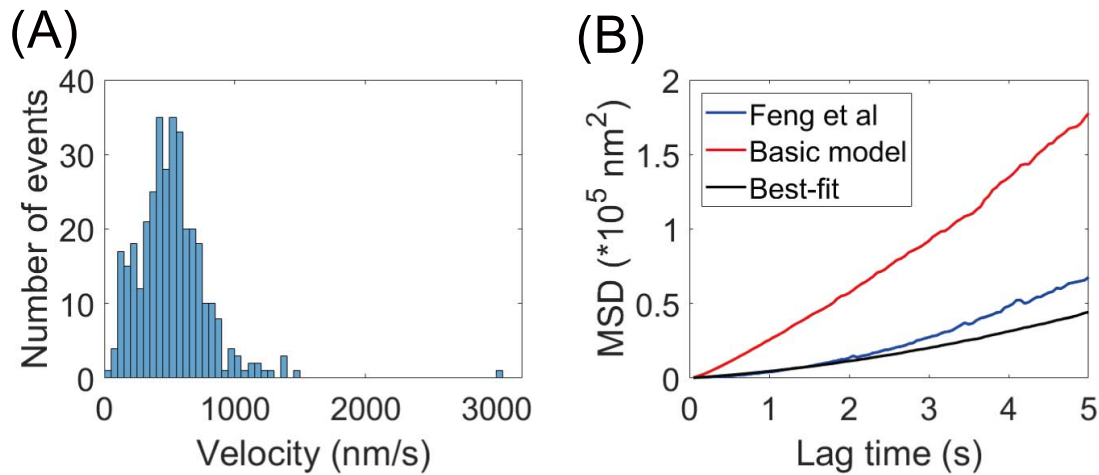 (A)
Number of events
40
30
20
10
0
0 1000 2000 3000
Velocity (nm/s)
(B)
MSD (*10⁵ nm²)
2
1.5
1
0.5
0
Feng et al
Basic model
Best-fit
0 1 2 3 4 5
Lag time (s)